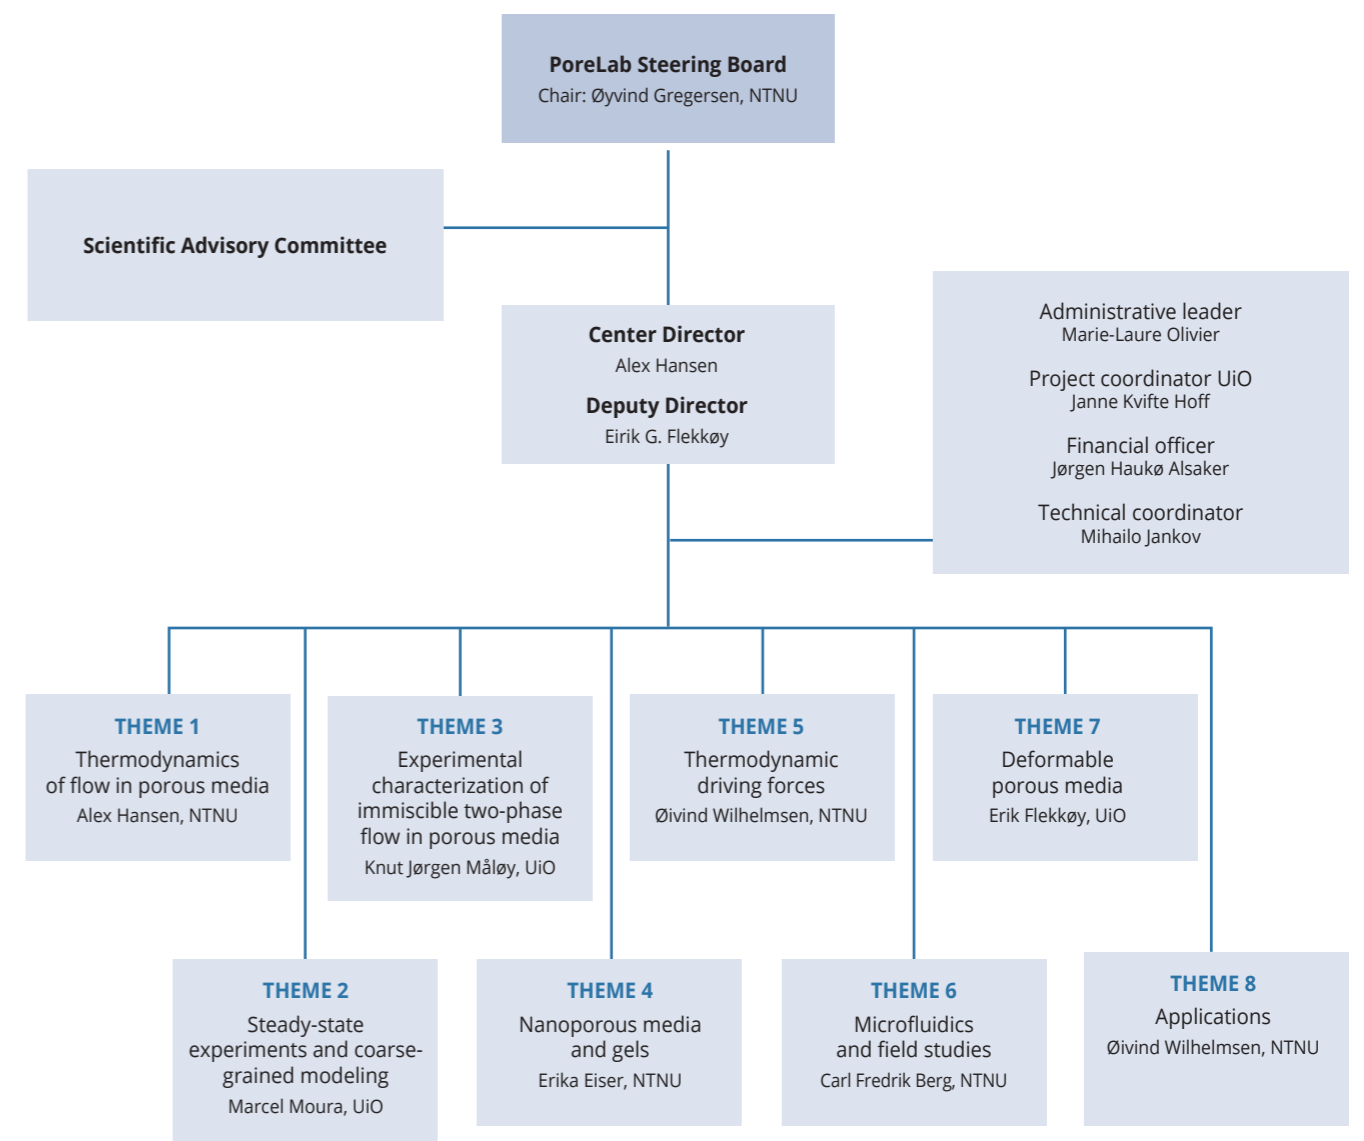 PoreLab Steering Board
Chair: Øyvind Gregersen, NTNU
Scientific Advisory Committee
Center Director
Alex Hansen
Deputy Director
Eirik G. Flekkøy
Administrative leader
Marie-Laure Olivier
Project coordinator UiO
Janne Kvifte Hoff
Financial officer
Jørgen Haukø Alsaker
Technical coordinator
Mihailo Jankov
THEME 1
Thermodynamics
of flow in porous media
Alex Hansen, NTNU
THEME 2
Steady-state
experiments and coarse-
grained modeling
Marcel Moura, UiO
THEME 3
Experimental
characterization of
immiscible two-phase
flow in porous media
Knut Jørgen Måløy, UiO
THEME 4
Nanoporous media
and gels
Erika Eiser, NTNU
THEME 5
Thermodynamic
driving forces
Øivind Wilhelmsen, NTNU
THEME 6
Microfluidics
and field studies
Carl Fredrik Berg, NTNU
THEME 7
Deformable
porous media
Erik Flekkøy, UiO
THEME 8
Applications
Øivind Wilhelmsen, NTNU